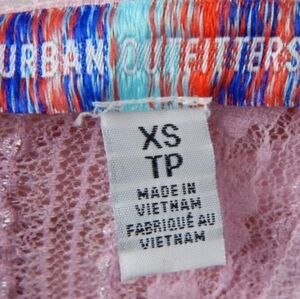 URBAN OUTFITTERS
XS
TP
MADE IN
VIETNAM
FABRIQUÉ AU
VIETNAM